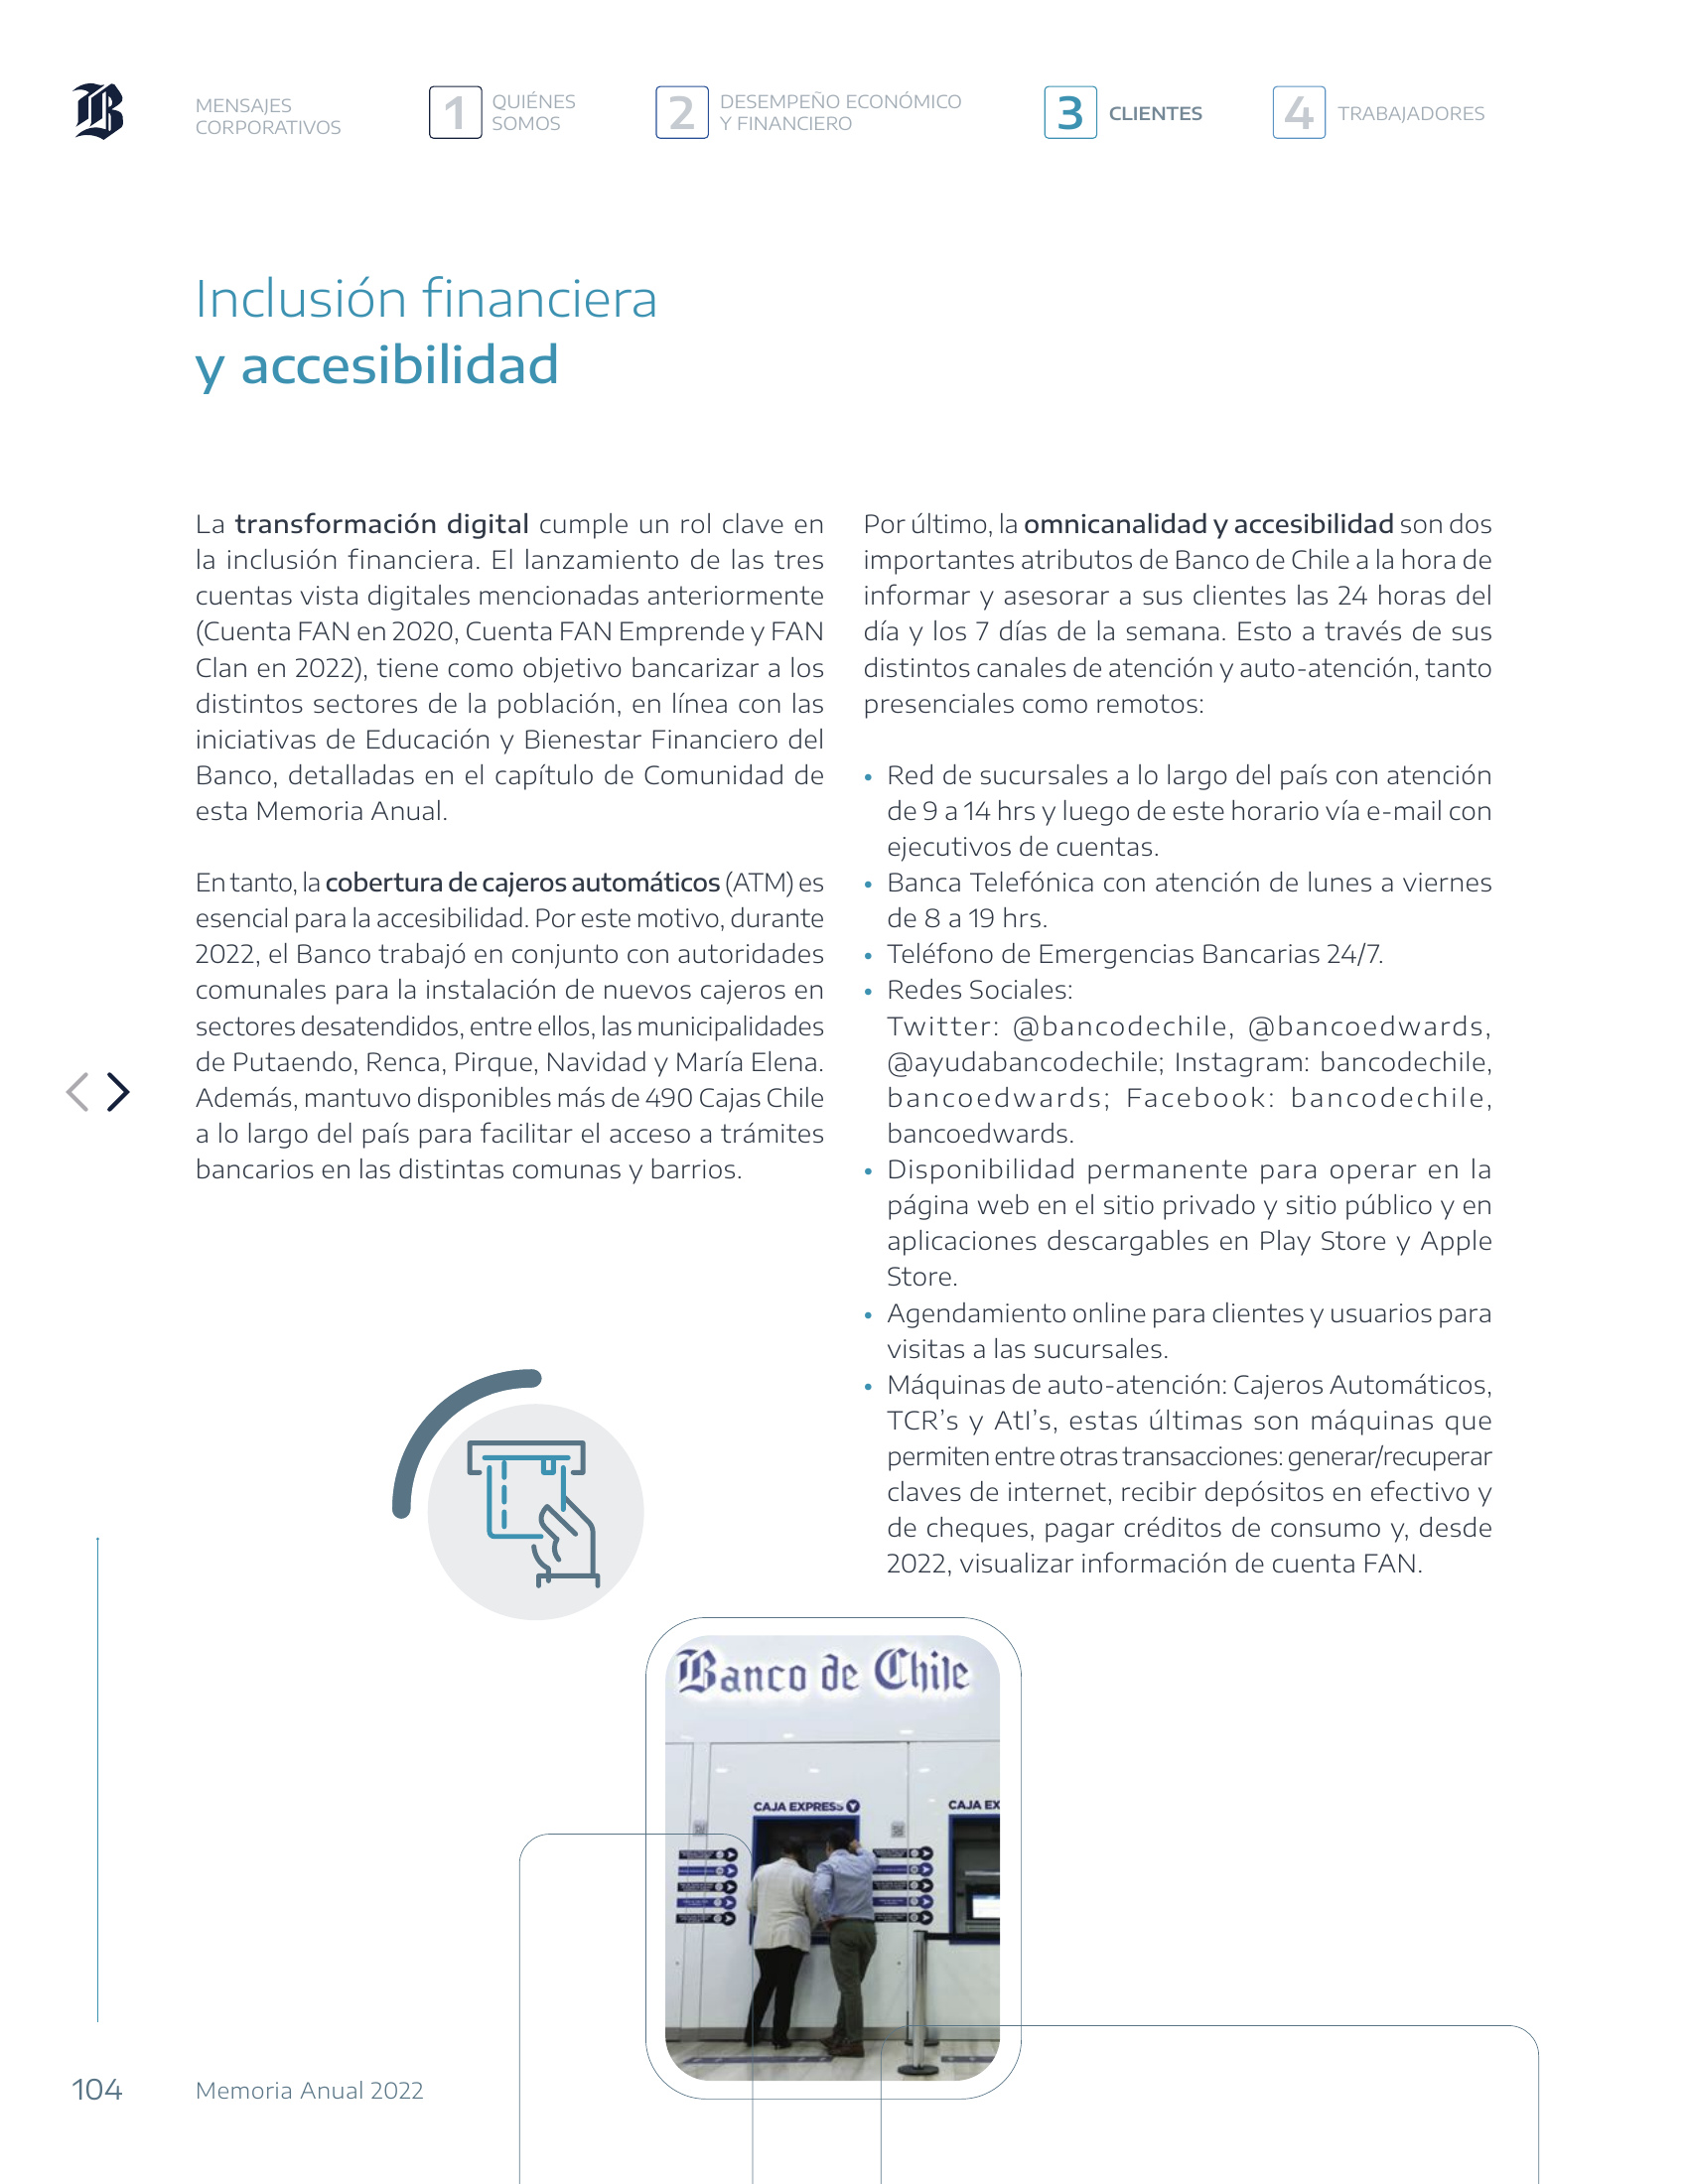 B
MENSAJES
CORPORATIVOS
1
QUIÉNES
SOMOS
2
DESEMPEÑO ECONÓMICO
Y FINANCIERO
3
CLIENTES
4
TRABAJADORES
Inclusión financiera
y accesibilidad
La transformación digital cumple un rol clave en
la inclusión financiera. El lanzamiento de las tres
cuentas vista digitales mencionadas anteriormente
(Cuenta FAN en 2020, Cuenta FAN Emprende y FAN
Clan en 2022), tiene como objetivo bancarizar a los
distintos sectores de la población, en línea con las
iniciativas de Educación y Bienestar Financiero del
Banco, detalladas en el capítulo de Comunidad de
esta Memoria Anual.
En tanto, la cobertura de cajeros automáticos (ATM) es
esencial para la accesibilidad. Por este motivo, durante
2022, el Banco trabajó en conjunto con autoridades
comunales para la instalación de nuevos cajeros en
sectores desatendidos, entre ellos, las municipalidades
de Putaendo, Renca, Pirque, Navidad y María Elena.
Además, mantuvo disponibles más de 490 Cajas Chile
a lo largo del país para facilitar el acceso a trámites
bancarios en las distintas comunas y barrios.
Por último, la omnicanalidad y accesibilidad son dos
importantes atributos de Banco de Chile a la hora de
informar y asesorar a sus clientes las 24 horas del
día y los 7 días de la semana. Esto a través de sus
distintos canales de atención y auto-atención, tanto
presenciales como remotos:
• Red de sucursales a lo largo del país con atención
de 9 a 14 hrs y luego de este horario vía e-mail con
ejecutivos de cuentas.
• Banca Telefónica con atención de lunes a viernes
de 8 a 19 hrs.
• Teléfono de Emergencias Bancarias 24/7.
• Redes Sociales:
Twitter: @bancodechile, @bancoedwards,
@ayudabancodechile; Instagram: bancodechile,
bancoedwards; Facebook: bancodechile,
bancoedwards.
• Disponibilidad permanente para operar en la
página web en el sitio privado y sitio público y en
aplicaciones descargables en Play Store y Apple
Store.
• Agendamiento online para clientes y usuarios para
visitas a las sucursales.
• Máquinas de auto-atención: Cajeros Automáticos,
TCR's y AtI's, estas últimas son máquinas que
permiten entre otras transacciones: generar/recuperar
claves de internet, recibir depósitos en efectivo y
de cheques, pagar créditos de consumo y, desde
2022, visualizar información de cuenta FAN.
Banco de Chile
CAJA EXPRESS
CAJA EX
104
Memoria Anual 2022